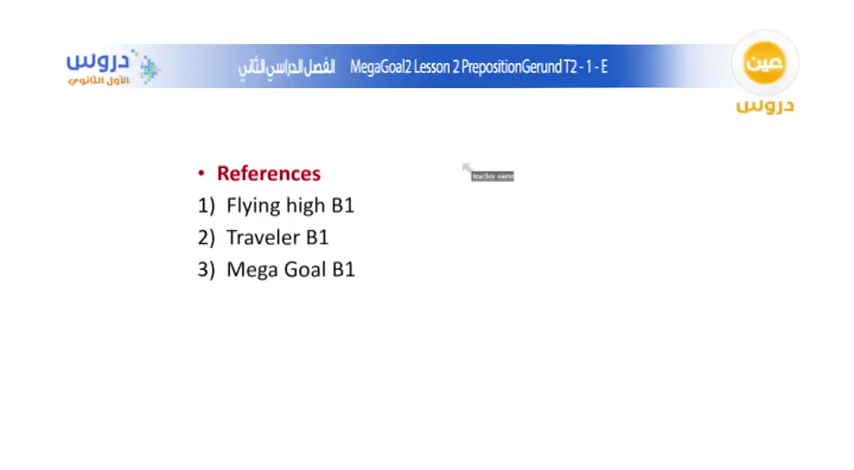 دروس
الأول الثانوي
الفصل الدراسي الثاني MegaGoal2 Lesson 2 PrepositionGerund T2 - 1 - E
عين
دروس
• References
1) Flying high B1
2) Traveler B1
3) Mega Goal B1